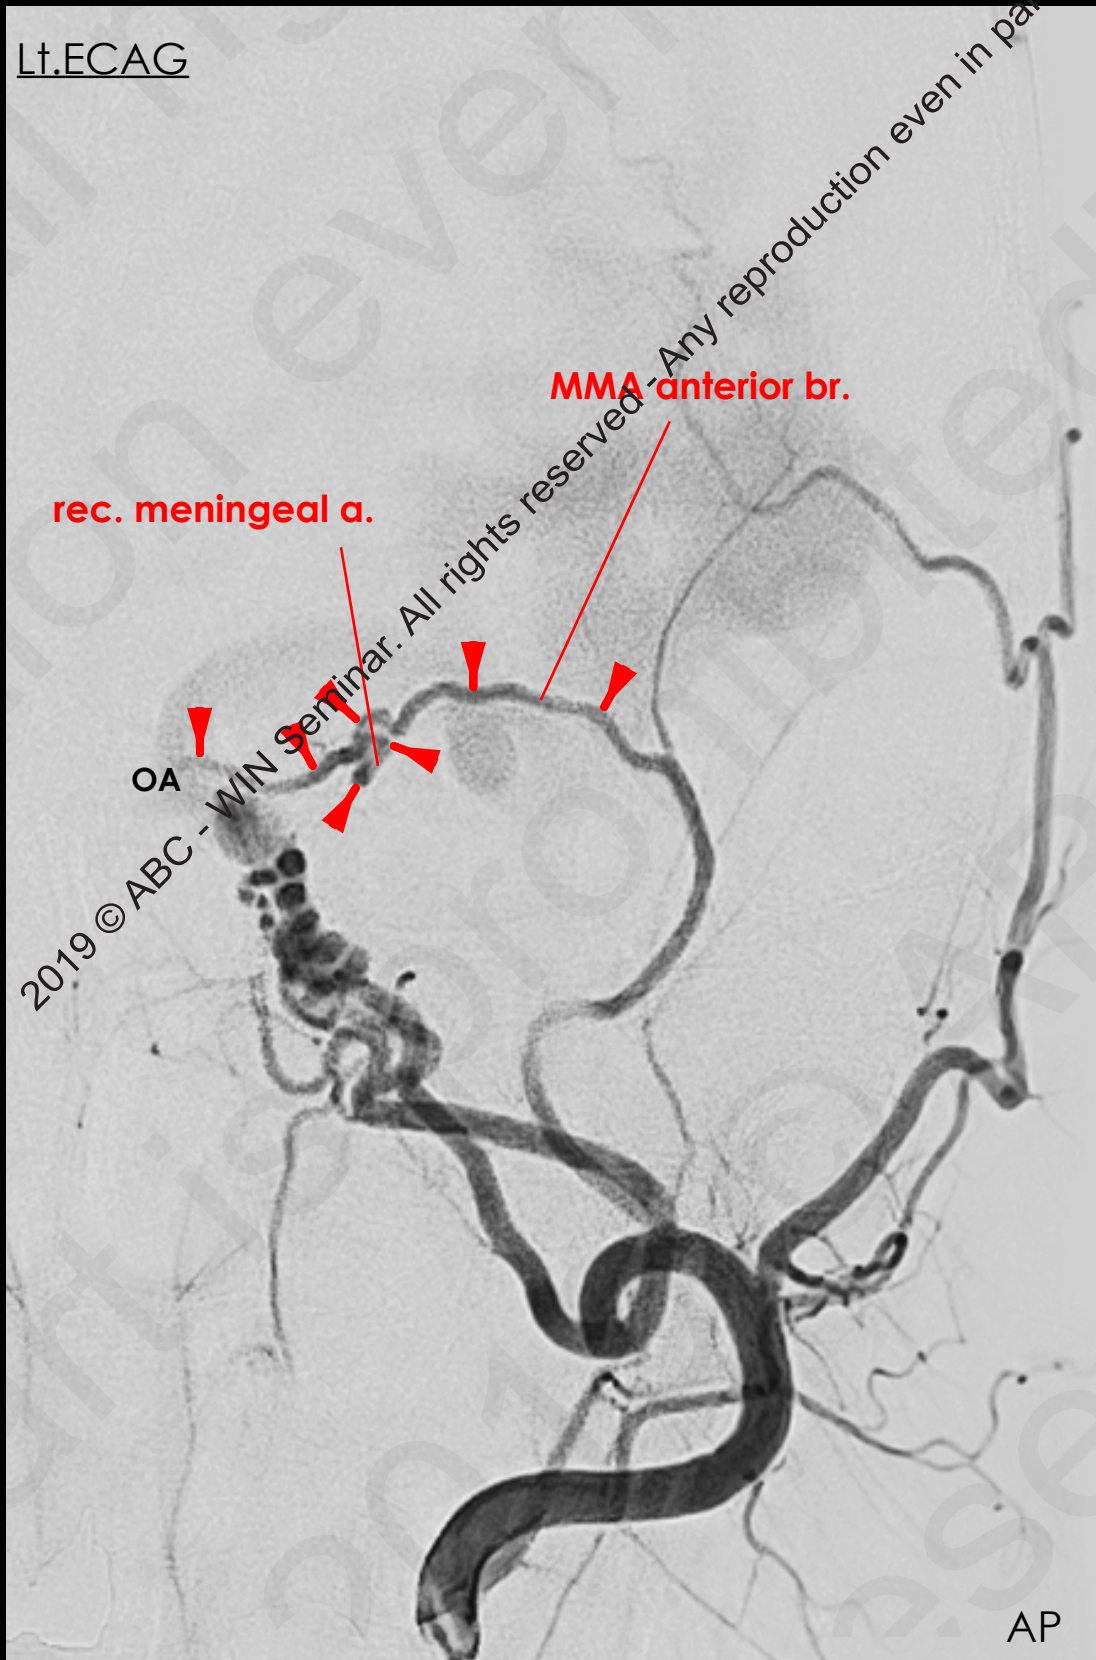 Lt.ECAG
MMA anterior br.
rec. meningeal a.
OA
2019 © ABC - WIN Seminar. All rights reserved - Any reproduction even in
AP